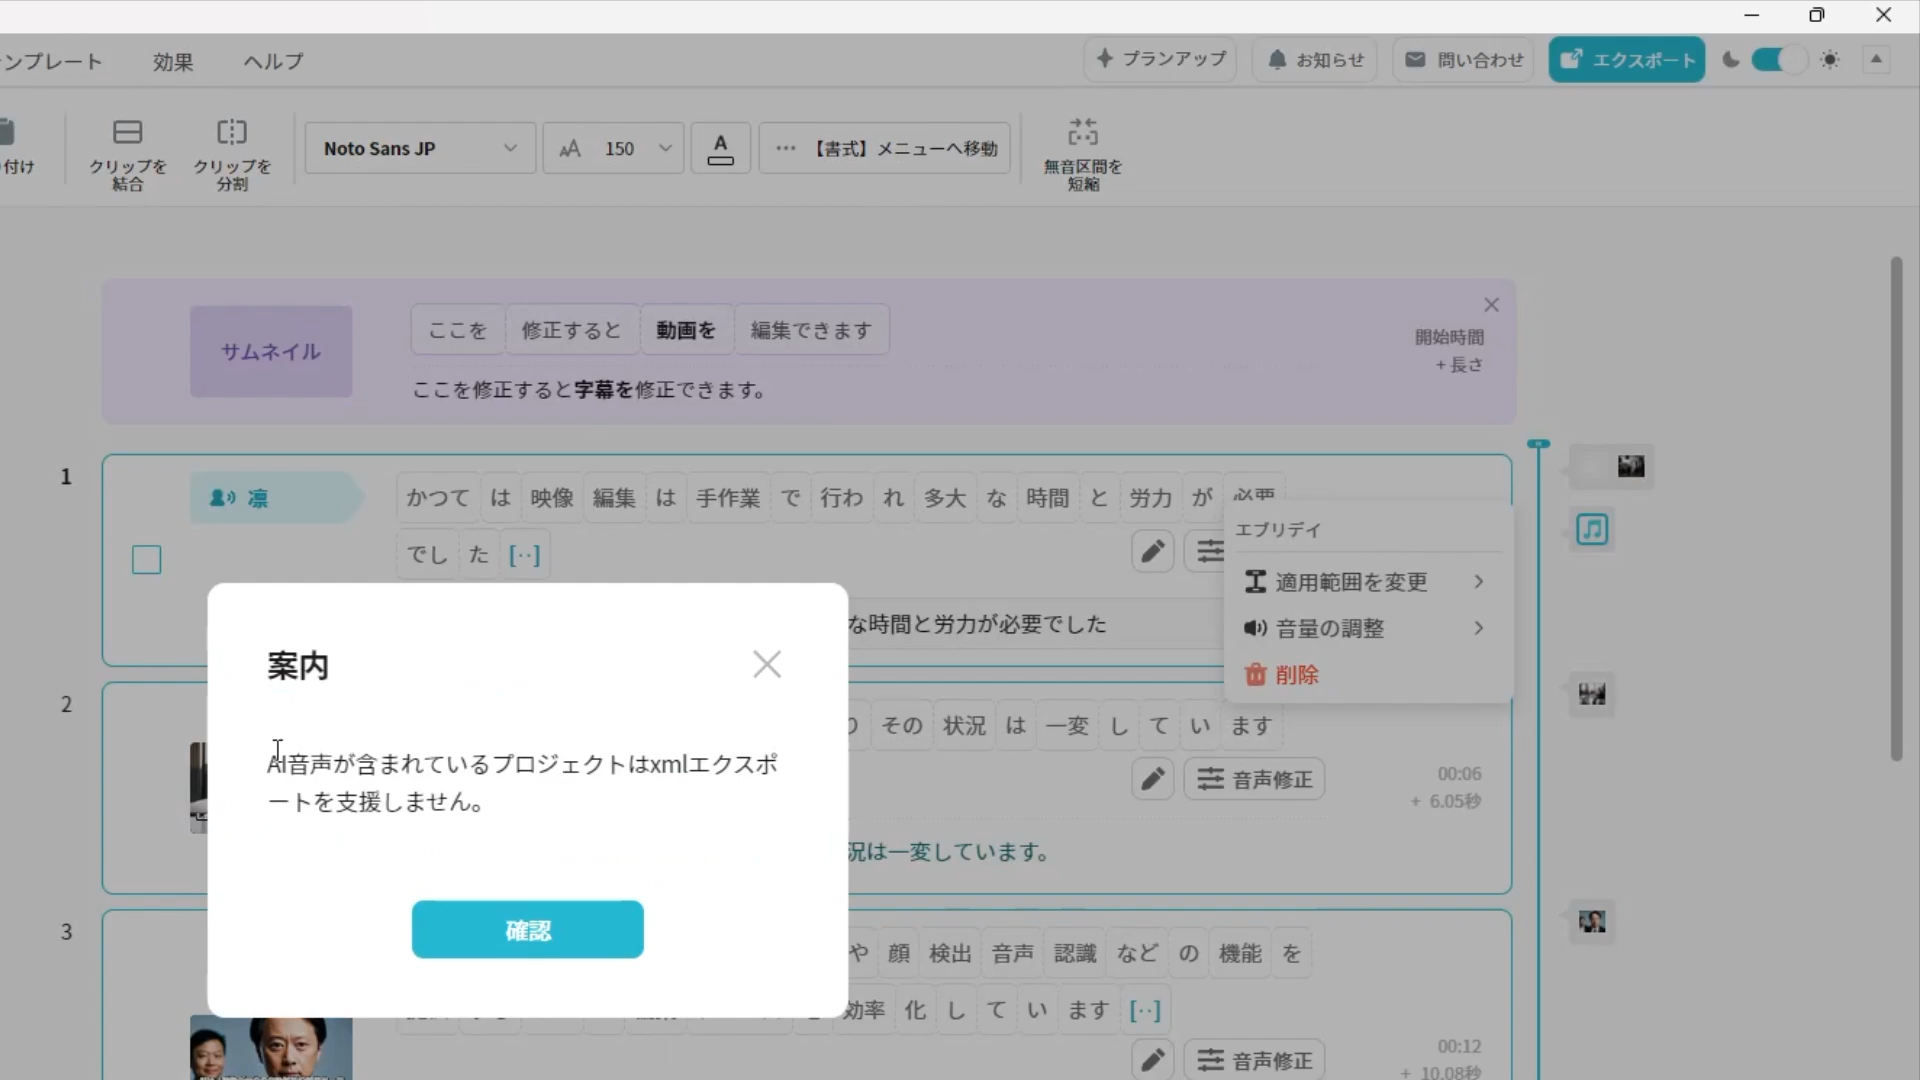 ンプレート 効果 ヘルプ プランアップ お知らせ 問い合わせ エクスポート
付け クリップを結合 クリップを分割 Noto Sans JP 150 A 【書式】メニューへ移動 無音区間を短縮
サムネイル
ここを 修正すると 動画を 編集できます
ここを修正すると字幕を修正できます。
開始時間
+ 長さ
1
凛
かつて は 映像 編集 は 手作業 で 行わ れ 多大 な 時間 と 労力 が 必要
でし た [··]
な時間と労力が必要でした
エブリデイ
適用範囲を変更
音量の調整
削除
案内
AI音声が含まれているプロジェクトはxmlエクスポ
ートを支援しません。
確認
2
その 状況 は 一変 し て い ます
音声修正
00:06
+ 6.05秒
況は一変しています。
3
や 顔 検出 音声 認識 など の 機能 を
効率 化 し て い ます [··]
音声修正
00:12
+ 10.08秒